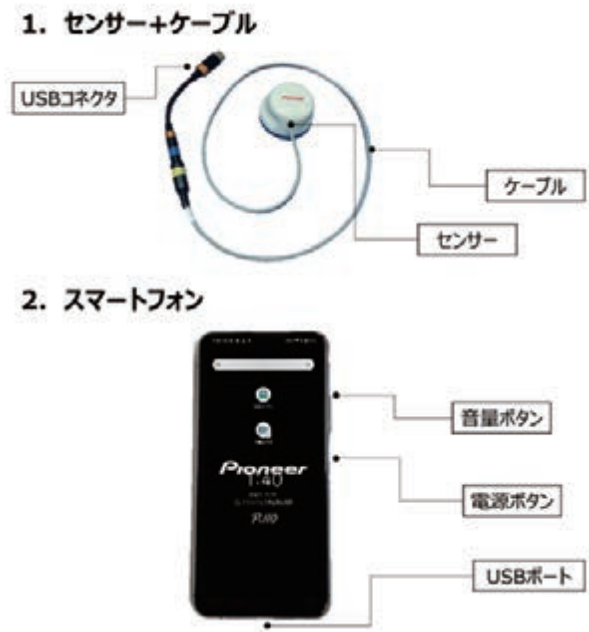 1. センサー+ケーブル
USBコネクタ
Pioneer
ケーブル
センサー
2. スマートフォン
音量ボタン
Pioneer
1:40
電源ボタン
USBポート